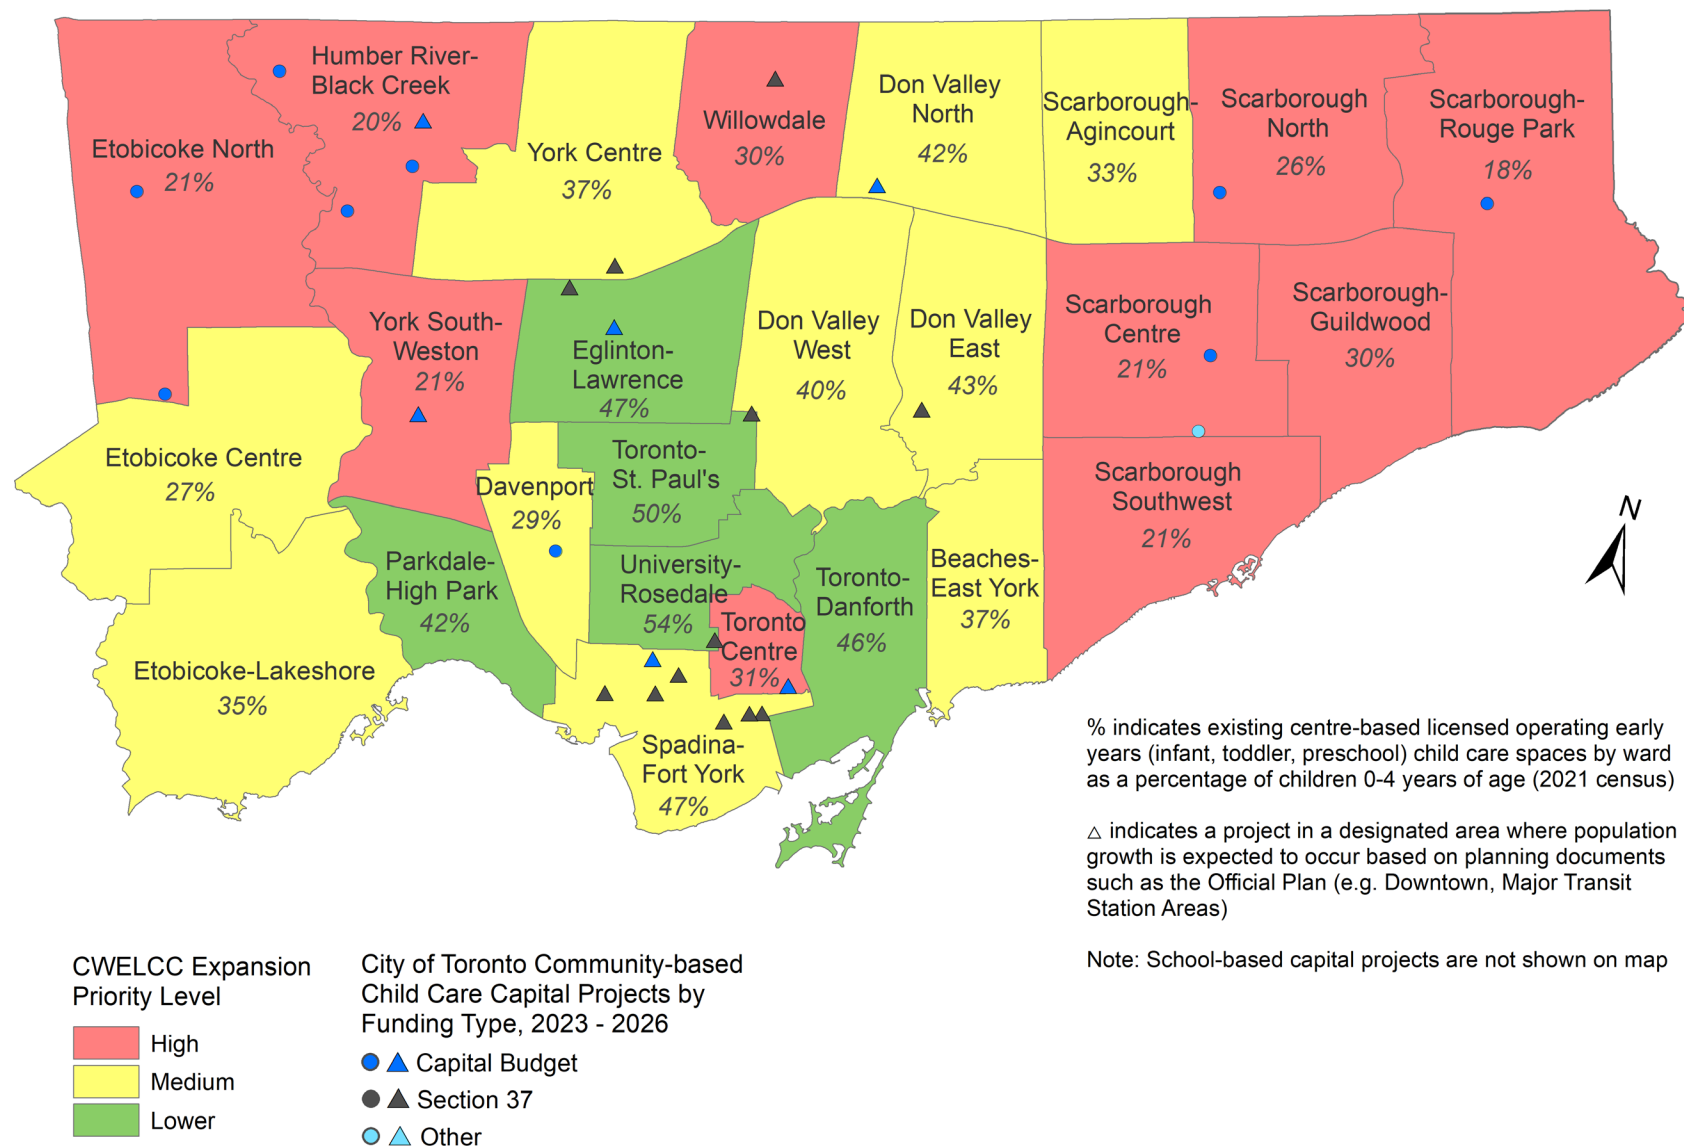 Humber River-
Black Creek
20%
Etobicoke North
21%
York Centre
37%
Willowdale
30%
Don Valley
North
42%
Scarborough-
Agincourt
33%
Scarborough
North
26%
Scarborough-
Rouge Park
18%
York South-
Weston
21%
Eglinton-
Lawrence
47%
Don Valley
West
40%
Don Valley
East
43%
Scarborough
Centre
21%
Scarborough-
Guildwood
30%
Etobicoke Centre
27%
Davenport
29%
Toronto-
St. Paul's
50%
Scarborough
Southwest
21%
N
Parkdale-
High Park
42%
University-
Rosedale
54%
Toronto
Centre
31%
Toronto-
Danforth
46%
Beaches-
East York
37%
Etobicoke-Lakeshore
35%
Spadina-
Fort York
47%
% indicates existing centre-based licensed operating early
years (infant, toddler, preschool) child care spaces by ward
as a percentage of children 0-4 years of age (2021 census)
△ indicates a project in a designated area where population
growth is expected to occur based on planning documents
such as the Official Plan (e.g. Downtown, Major Transit
Station Areas)
Note: School-based capital projects are not shown on map
CWELCC Expansion
Priority Level
High
Medium
Lower
City of Toronto Community-based
Child Care Capital Projects by
Funding Type, 2023 - 2026
Capital Budget
Section 37
Other